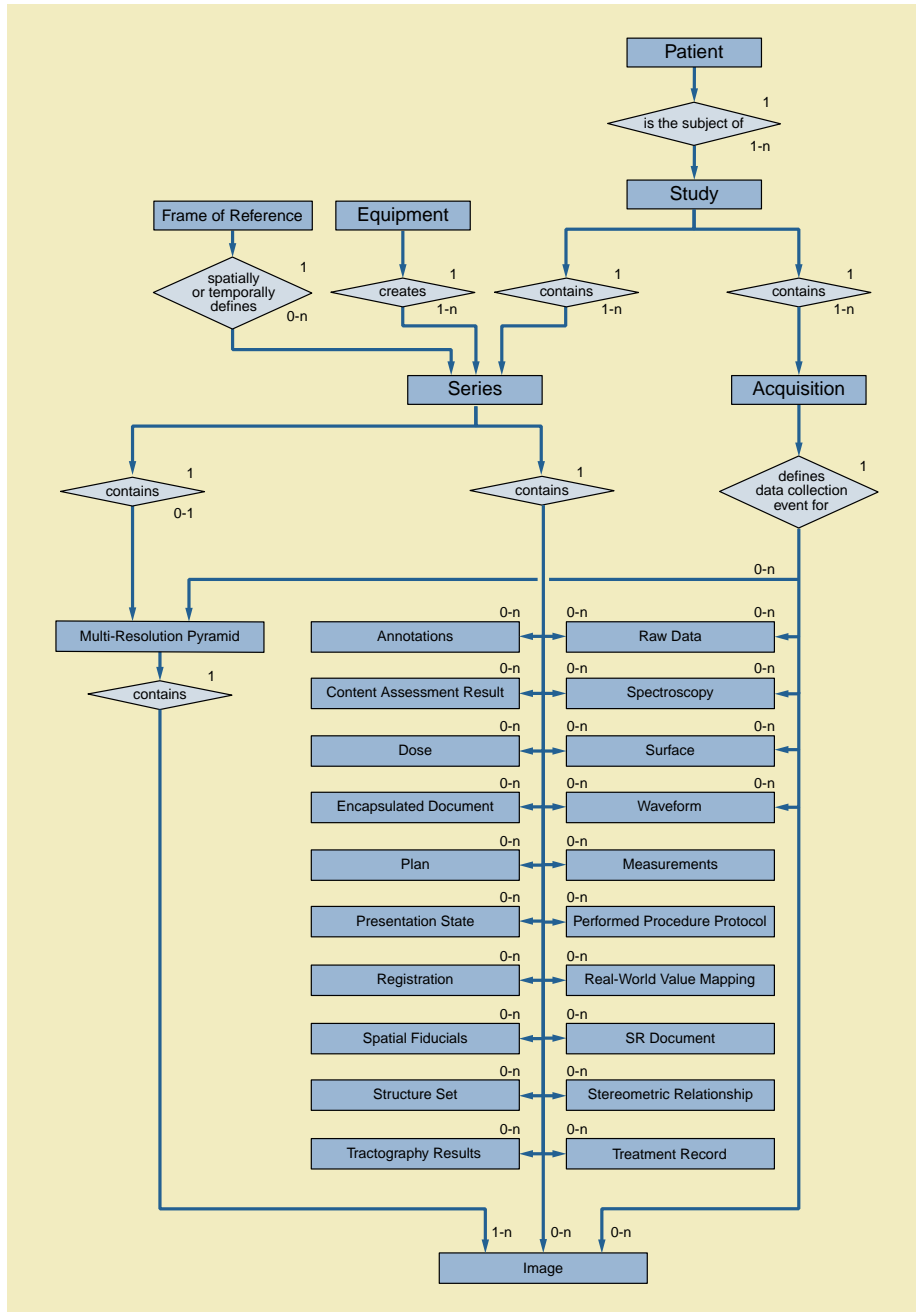 Patient
1
is the subject of
1-n
Study
Frame of Reference
Equipment
1
spatially
or temporally
defines
0-n
1
creates
1-n
1
contains
1-n
1
contains
1-n
Series
Acquisition
1
contains
0-1
1
contains
1
defines
data collection
event for
0-n
Multi-Resolution Pyramid
1
contains
0-n
0-n
0-n
Annotations
Raw Data
0-n
0-n
0-n
Content Assessment Result
Spectroscopy
0-n
0-n
0-n
Dose
Surface
0-n
0-n
0-n
Encapsulated Document
Waveform
0-n
0-n
Plan
Measurements
0-n
0-n
Presentation State
Performed Procedure Protocol
0-n
0-n
Registration
Real-World Value Mapping
0-n
0-n
Spatial Fiducials
SR Document
0-n
0-n
Structure Set
Stereometric Relationship
0-n
0-n
Tractography Results
Treatment Record
1-n
0-n
0-n
Image